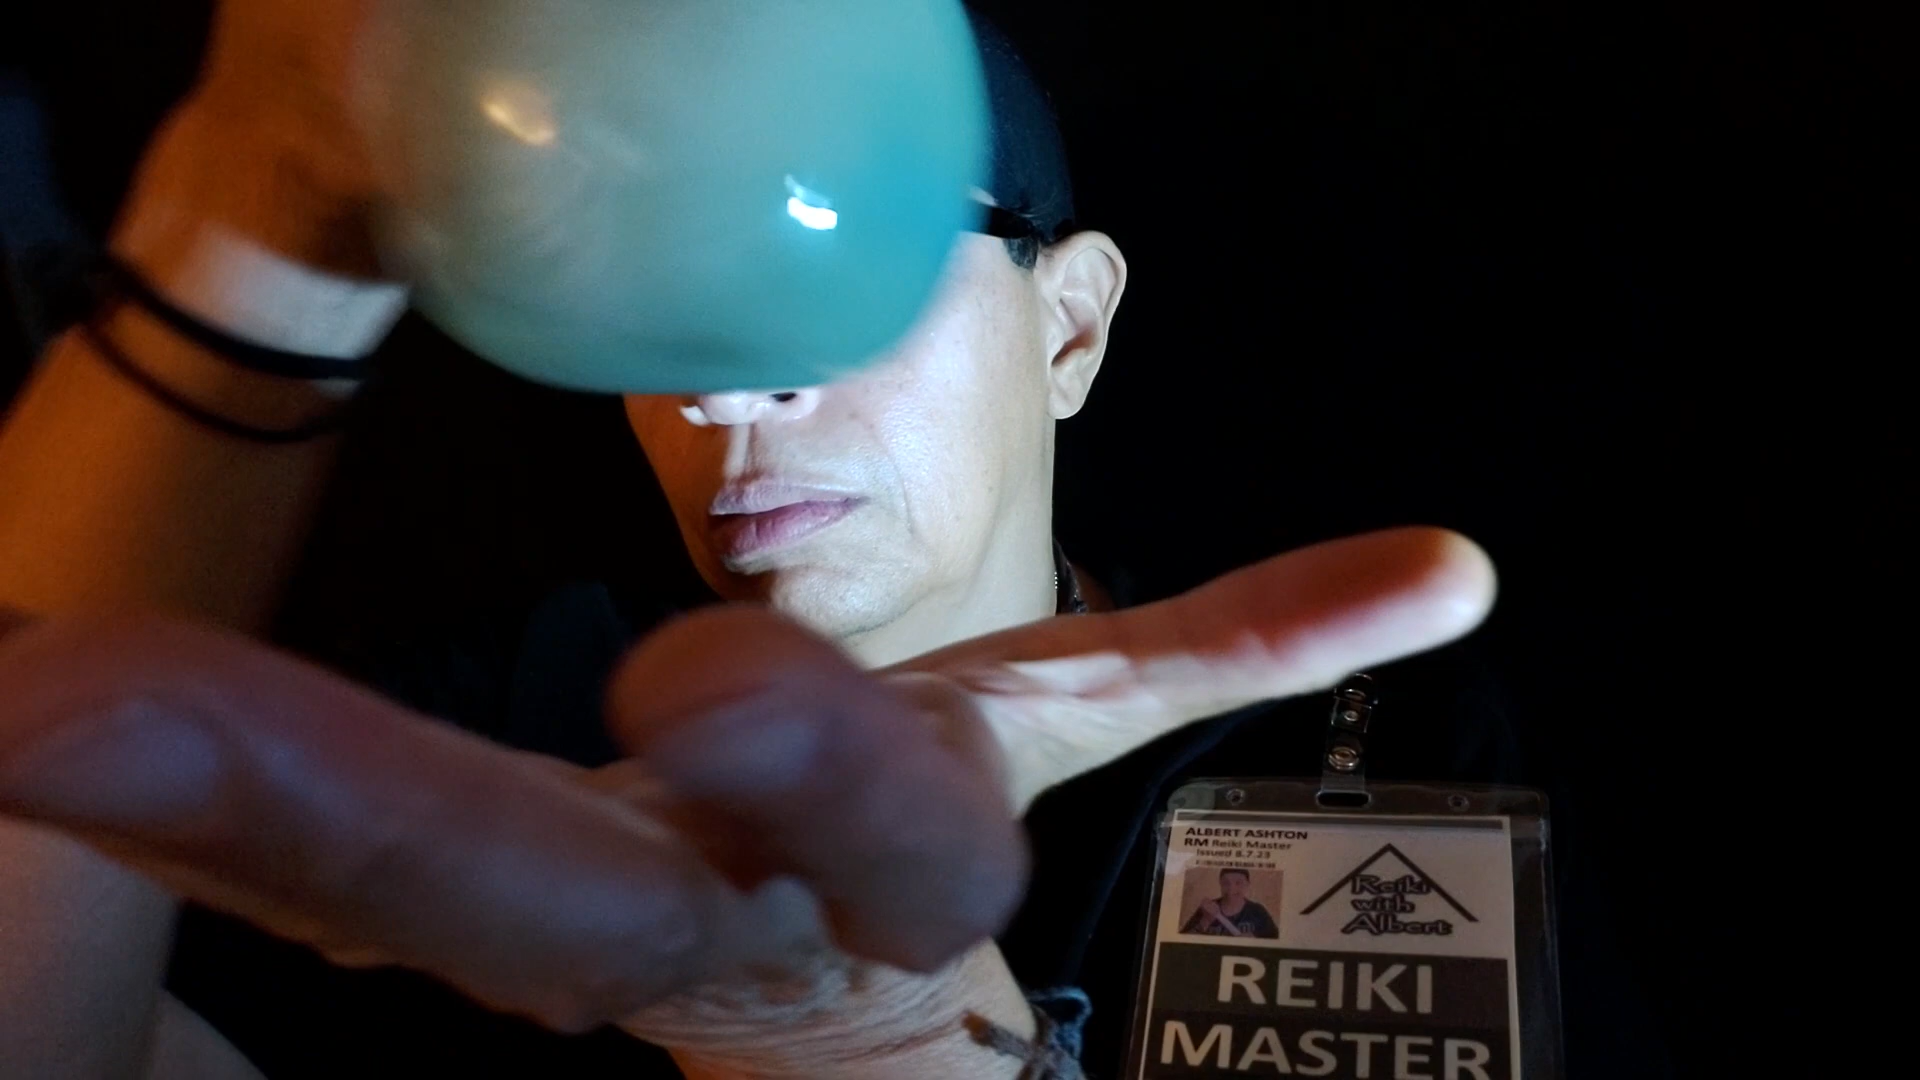 ALBERT ASHTON
RM Reiki Master
Issued 8.7.23
Reiki
with
Albert
REIKI
MASTER